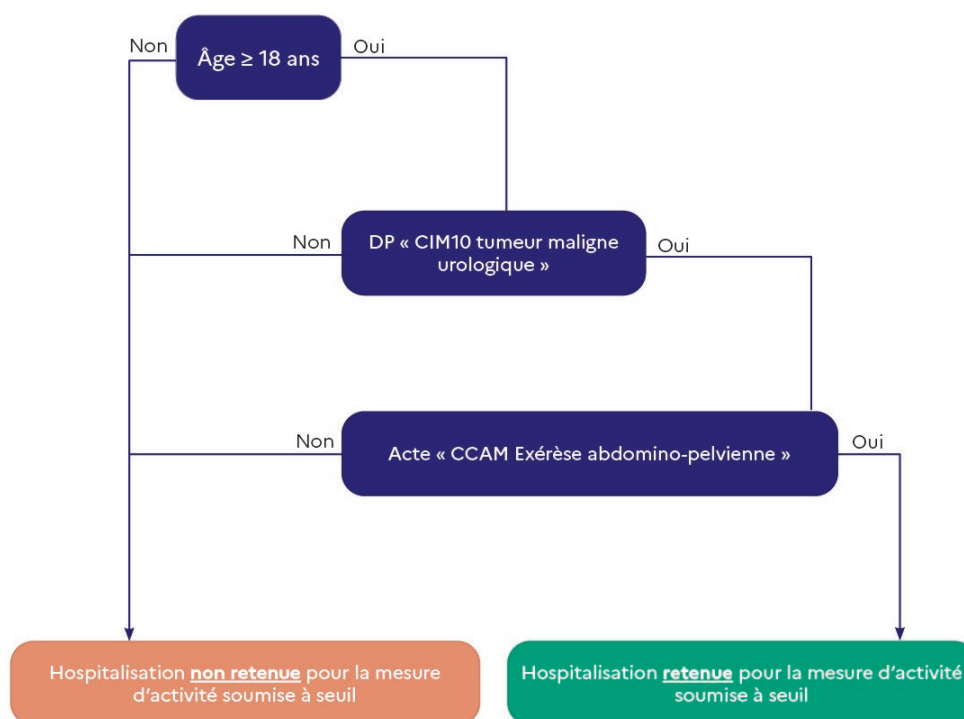 Non
Âge ≥ 18 ans
Oui
Non
DP « CIM10 tumeur maligne
urologique »
Oui
Non
Acte « CCAM Exérèse abdomino-pelvienne »
Oui
Hospitalisation non retenue pour la mesure
d’activité soumise à seuil
Hospitalisation retenue pour la mesure d’activité
soumise à seuil